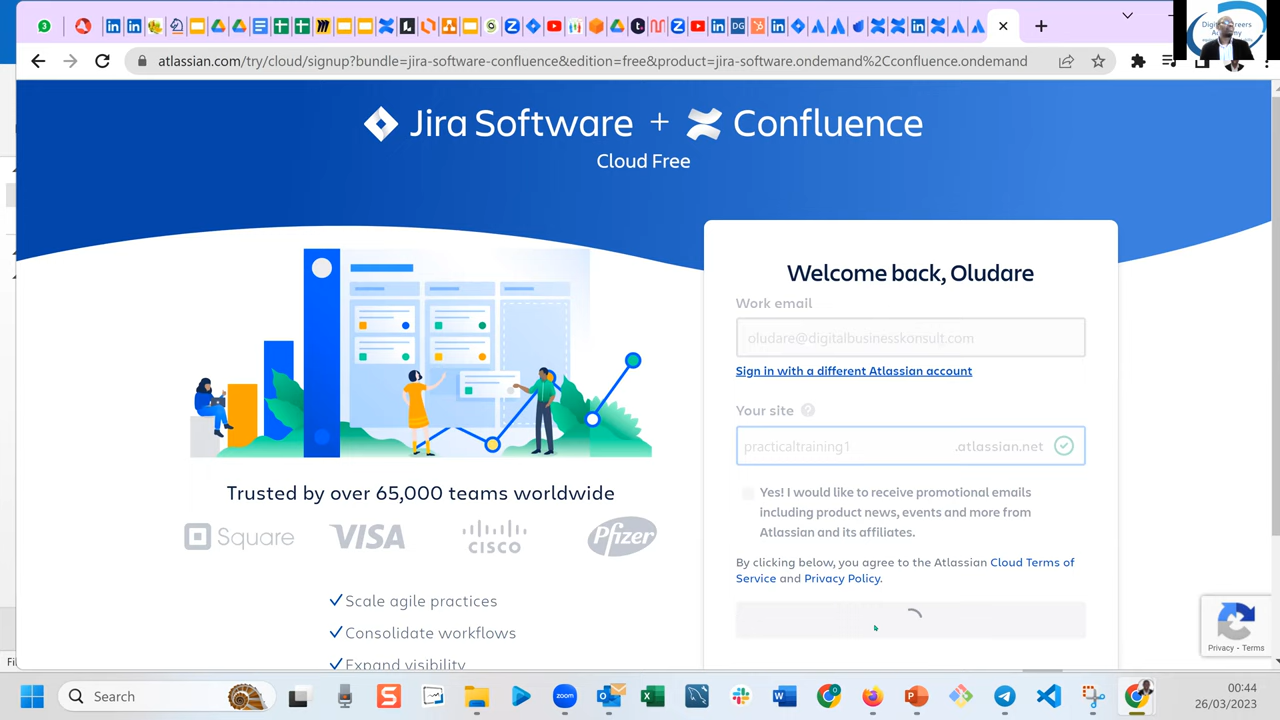 3
atlassian.com/try/cloud/signup?bundle=jira-software-confluence&edition=free&product=jira-software.ondemand%2Cconfluence.ondemand
Jira Software + Confluence
Cloud Free
Welcome back, Oludare
Work email
oludare@digitalbusinesskonsult.com
Sign in with a different Atlassian account
Your site ?
practicaltraining1 .atlassian.net
Yes! I would like to receive promotional emails
including product news, events and more from
Atlassian and its affiliates.
By clicking below, you agree to the Atlassian Cloud Terms of
Service and Privacy Policy.
Trusted by over 65,000 teams worldwide
Square VISA CISCO Pfizer
Scale agile practices
Consolidate workflows
Expand visibility
Privacy - Terms
Search
zoom
00:44
26/03/2023